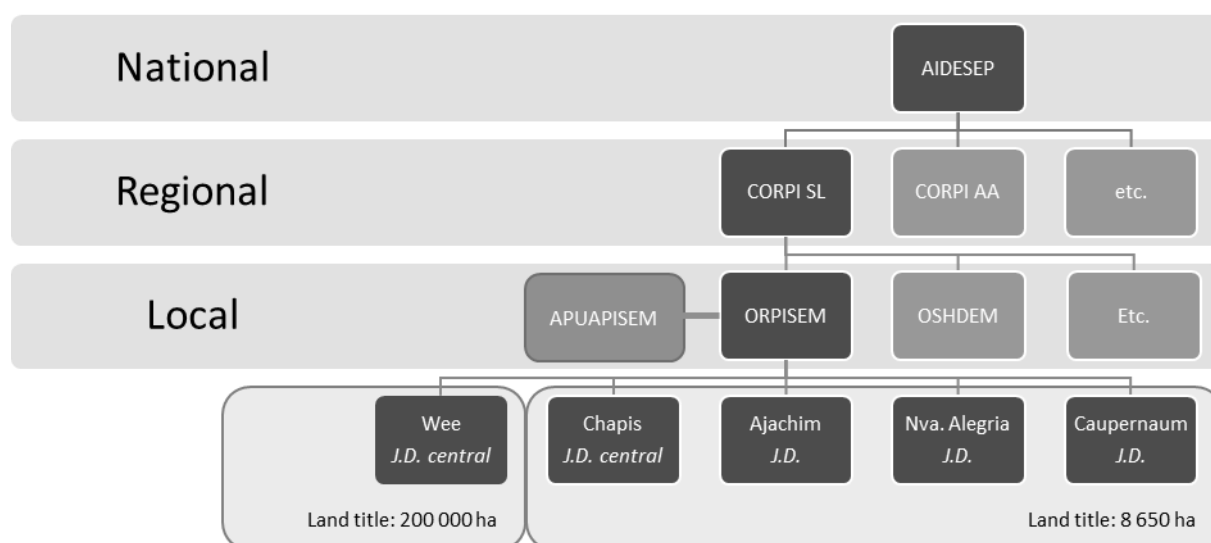 National
AIDESEP
Regional
CORPI SL
CORPI AA
etc.
Local
APUAPISEM
ORPISEM
OSHDEM
Etc.
Wee
J.D. central
Chapis
J.D. central
Ajachim
J.D.
Nva. Alegria
J.D.
Caupernaum
J.D.
Land title: 200 000 ha
Land title: 8 650 ha